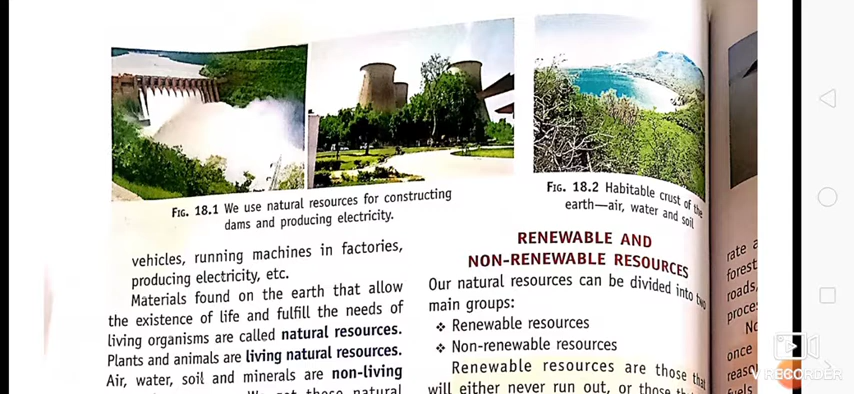 FIG. 18.1 We use natural resources for constructing
dams and producing electricity.
vehicles, running machines in factories,
producing electricity, etc.
Materials found on the earth that allow
the existence of life and fulfill the needs of
living organisms are called natural resources.
Plants and animals are living natural resources.
Air, water, soil and minerals are non-living
natural
FIG. 18.2 Habitable crust of the
earth—air, water and soil
RENEWABLE AND
NON-RENEWABLE RESOURCES
Our natural resources can be divided into two
main groups:
❖ Renewable resources
❖ Non-renewable resources
Renewable resources are those that
will either never run out, or those
rate
forest
roads,
once
fuels
V RECORDER